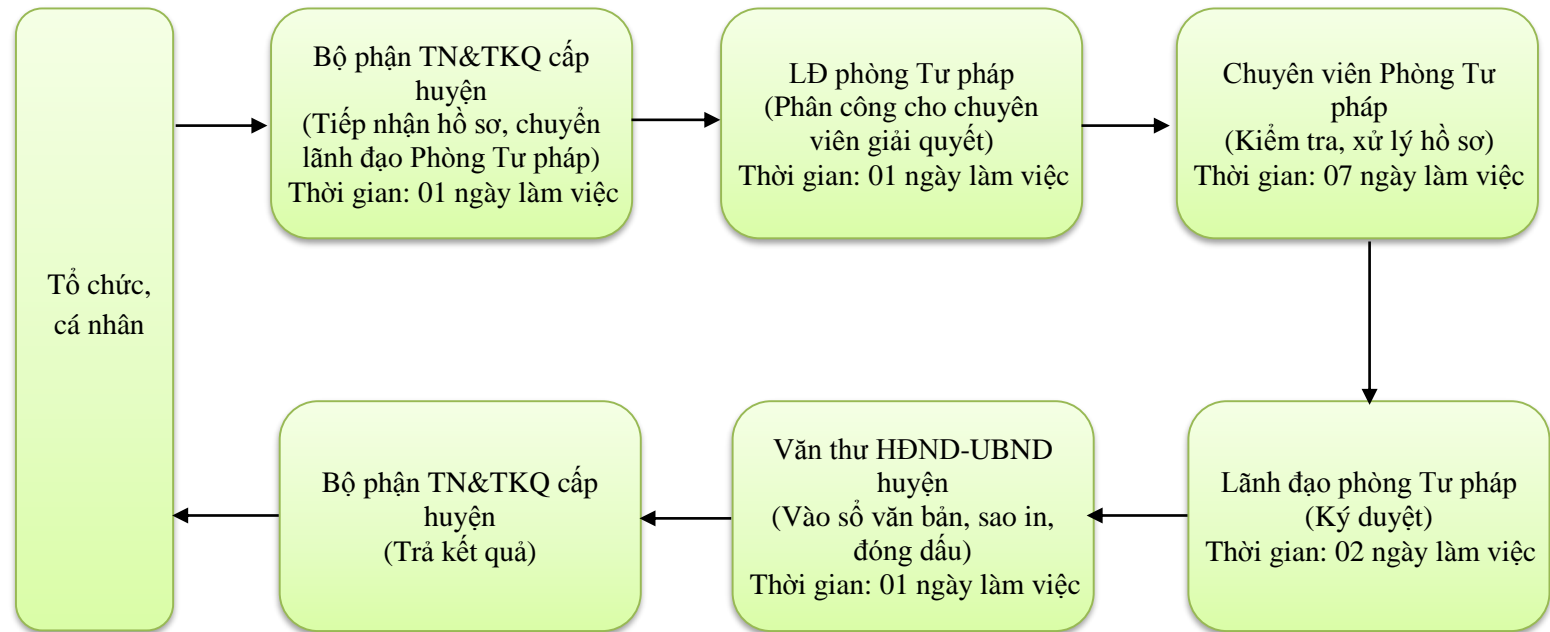 Tổ chức,
cá nhân
Bộ phận TN&TKQ cấp
huyện
(Tiếp nhận hồ sơ, chuyển
lãnh đạo Phòng Tư pháp)
Thời gian: 01 ngày làm việc
LĐ phòng Tư pháp
(Phân công cho chuyên
viên giải quyết)
Thời gian: 01 ngày làm việc
Chuyên viên Phòng Tư
pháp
(Kiểm tra, xử lý hồ sơ)
Thời gian: 07 ngày làm việc
Lãnh đạo phòng Tư pháp
(Ký duyệt)
Thời gian: 02 ngày làm việc
Văn thư HĐND-UBND
huyện
(Vào sổ văn bản, sao in,
đóng dấu)
Thời gian: 01 ngày làm việc
Bộ phận TN&TKQ cấp
huyện
(Trả kết quả)